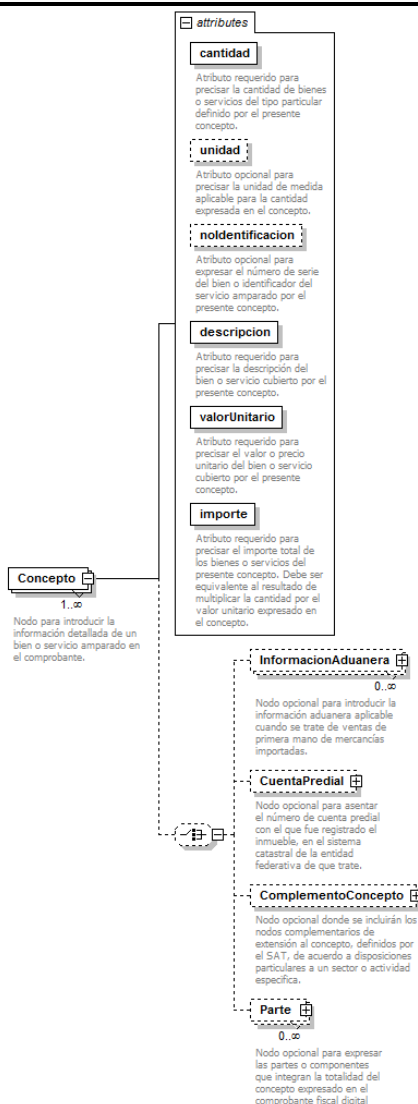 attributes
cantidad
Atributo requerido para
precisar la cantidad de bienes
o servicios del tipo particular
definido por el presente
concepto.
unidad
Atributo opcional para
precisar la unidad de medida
aplicable para la cantidad
expresada en el concepto.
noIdentificacion
Atributo opcional para
expresar el número de serie
del bien o identificador del
servicio amparado por el
presente concepto.
descripcion
Atributo requerido para
precisar la descripción del
bien o servicio cubierto por el
presente concepto.
valorUnitario
Atributo requerido para
precisar el valor o precio
unitario del bien o servicio
cubierto por el presente
concepto.
importe
Atributo requerido para
precisar el importe total de
los bienes o servicios del
presente concepto. Debe ser
equivalente al resultado de
multiplicar la cantidad por el
valor unitario expresado en
el concepto.
Concepto
1..∞
Nodo para introducir la
información detallada de un
bien o servicio amparado en
el comprobante.
InformacionAduanera
0..∞
Nodo opcional para introducir la
información aduanera aplicable
cuando se trate de ventas de
primera mano de mercancías
importadas.
CuentaPredial
Nodo opcional para asentar
el número de cuenta predial
con el que fue registrado el
inmueble, en el sistema
catastral de la entidad
federativa de que trate.
ComplementoConcepto
Nodo opcional donde se incluirán los
nodos complementarios de
extensión al concepto, definidos por
el SAT, de acuerdo a disposiciones
particulares a un sector o actividad
especifica.
Parte
0..∞
Nodo opcional para expresar
las partes o componentes
que integran la totalidad del
concepto expresado en el
comprobante fiscal digital